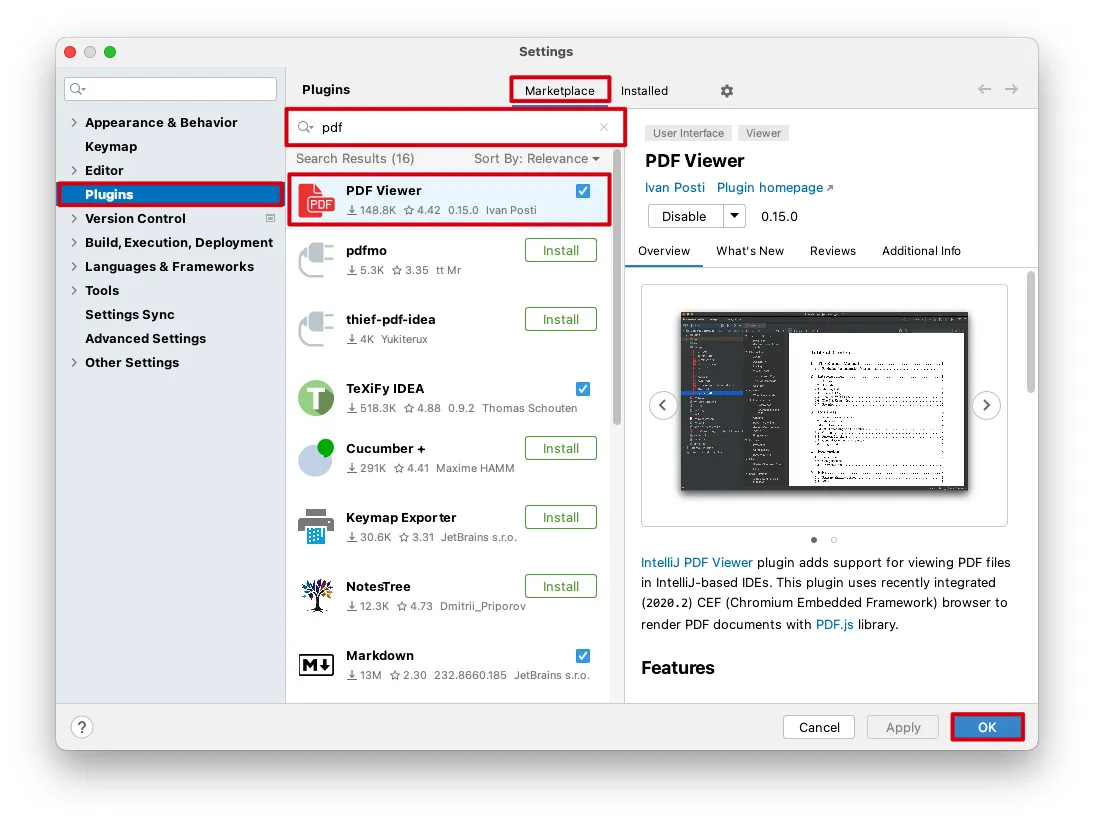 Settings
Appearance & Behavior
Keymap
Editor
Plugins
Version Control
Build, Execution, Deployment
Languages & Frameworks
Tools
Settings Sync
Advanced Settings
Other Settings
Plugins
Marketplace
Installed
pdf
Search Results (16)
Sort By: Relevance
PDF
PDF Viewer
148.8K 4.42 0.15.0 Ivan Posti
pdfmo
Install
5.3K 3.35 tt Mr
thief-pdf-idea
Install
4K Yukiterux
T
TeXiFy IDEA
518.3K 4.88 0.9.2 Thomas Schouten
Cucumber +
Install
291K 4.41 Maxime HAMM
Keymap Exporter
Install
30.6K 3.31 JetBrains s.r.o.
NotesTree
Install
12.3K 4.73 Dmitrii_Priporov
M
Markdown
13M 2.30 232.8660.185 JetBrains s.r.o.
User Interface Viewer
PDF Viewer
Ivan Posti Plugin homepage
Disable 0.15.0
Overview What's New Reviews Additional Info
IntelliJ PDF Viewer plugin adds support for viewing PDF files
in IntelliJ-based IDEs. This plugin uses recently integrated
(2020.2) CEF (Chromium Embedded Framework) browser to
render PDF documents with PDF.js library.
Features
?
Cancel
Apply
OK